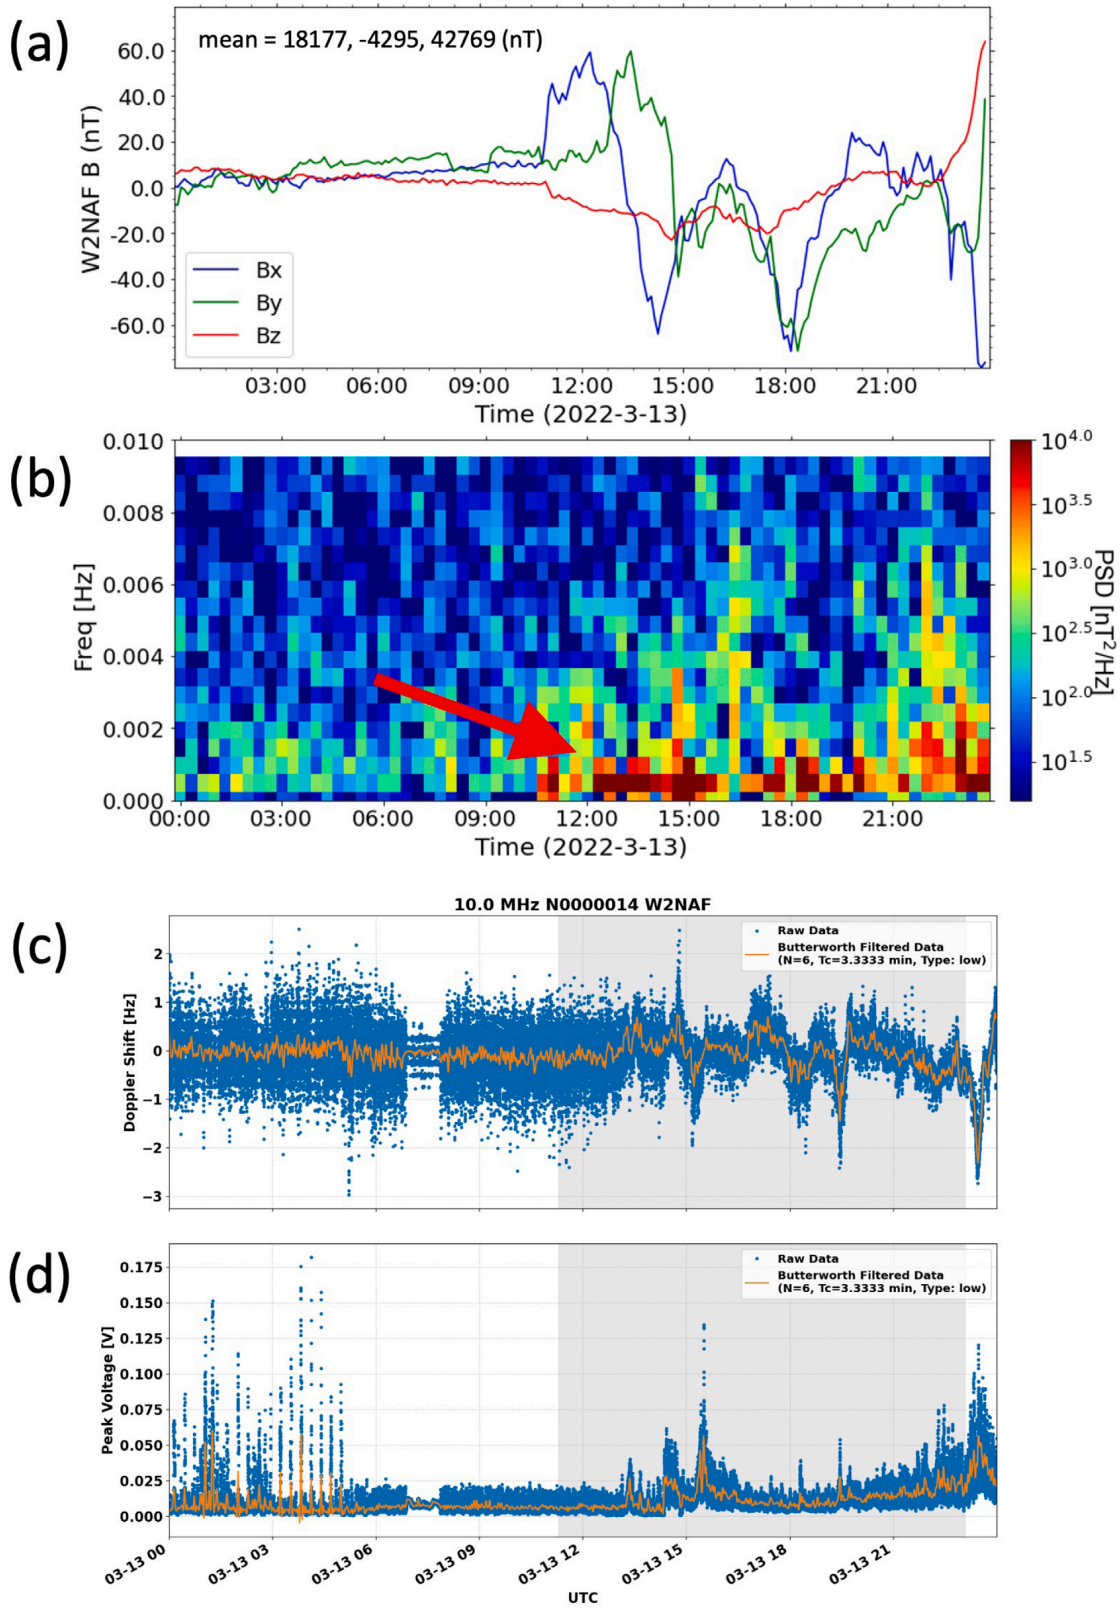 (a)
mean = 18177, -4295, 42769 (nT)
W2NAF B (nT)
60.0
40.0
20.0
0.0
-20.0
-40.0
-60.0
Bx
By
Bz
03:00 06:00 09:00 12:00 15:00 18:00 21:00
Time (2022-3-13)
(b)
Freq [Hz]
0.010
0.008
0.006
0.004
0.002
0.000
00:00 03:00 06:00 09:00 12:00 15:00 18:00 21:00
Time (2022-3-13)
10^4.0
10^3.5
10^3.0
10^2.5
10^2.0
10^1.5
PSD [nT²/Hz]
10.0 MHz N0000014 W2NAF
(c)
Doppler Shift [Hz]
2
1
0
−1
−2
−3
Raw Data
Butterworth Filtered Data
(N=6, Tc=3.3333 min, Type: low)
(d)
Peak Voltage [V]
0.175
0.150
0.125
0.100
0.075
0.050
0.025
0.000
Raw Data
Butterworth Filtered Data
(N=6, Tc=3.3333 min, Type: low)
03-13 00 03-13 03 03-13 06 03-13 09 03-13 12 03-13 15 03-13 18 03-13 21
UTC